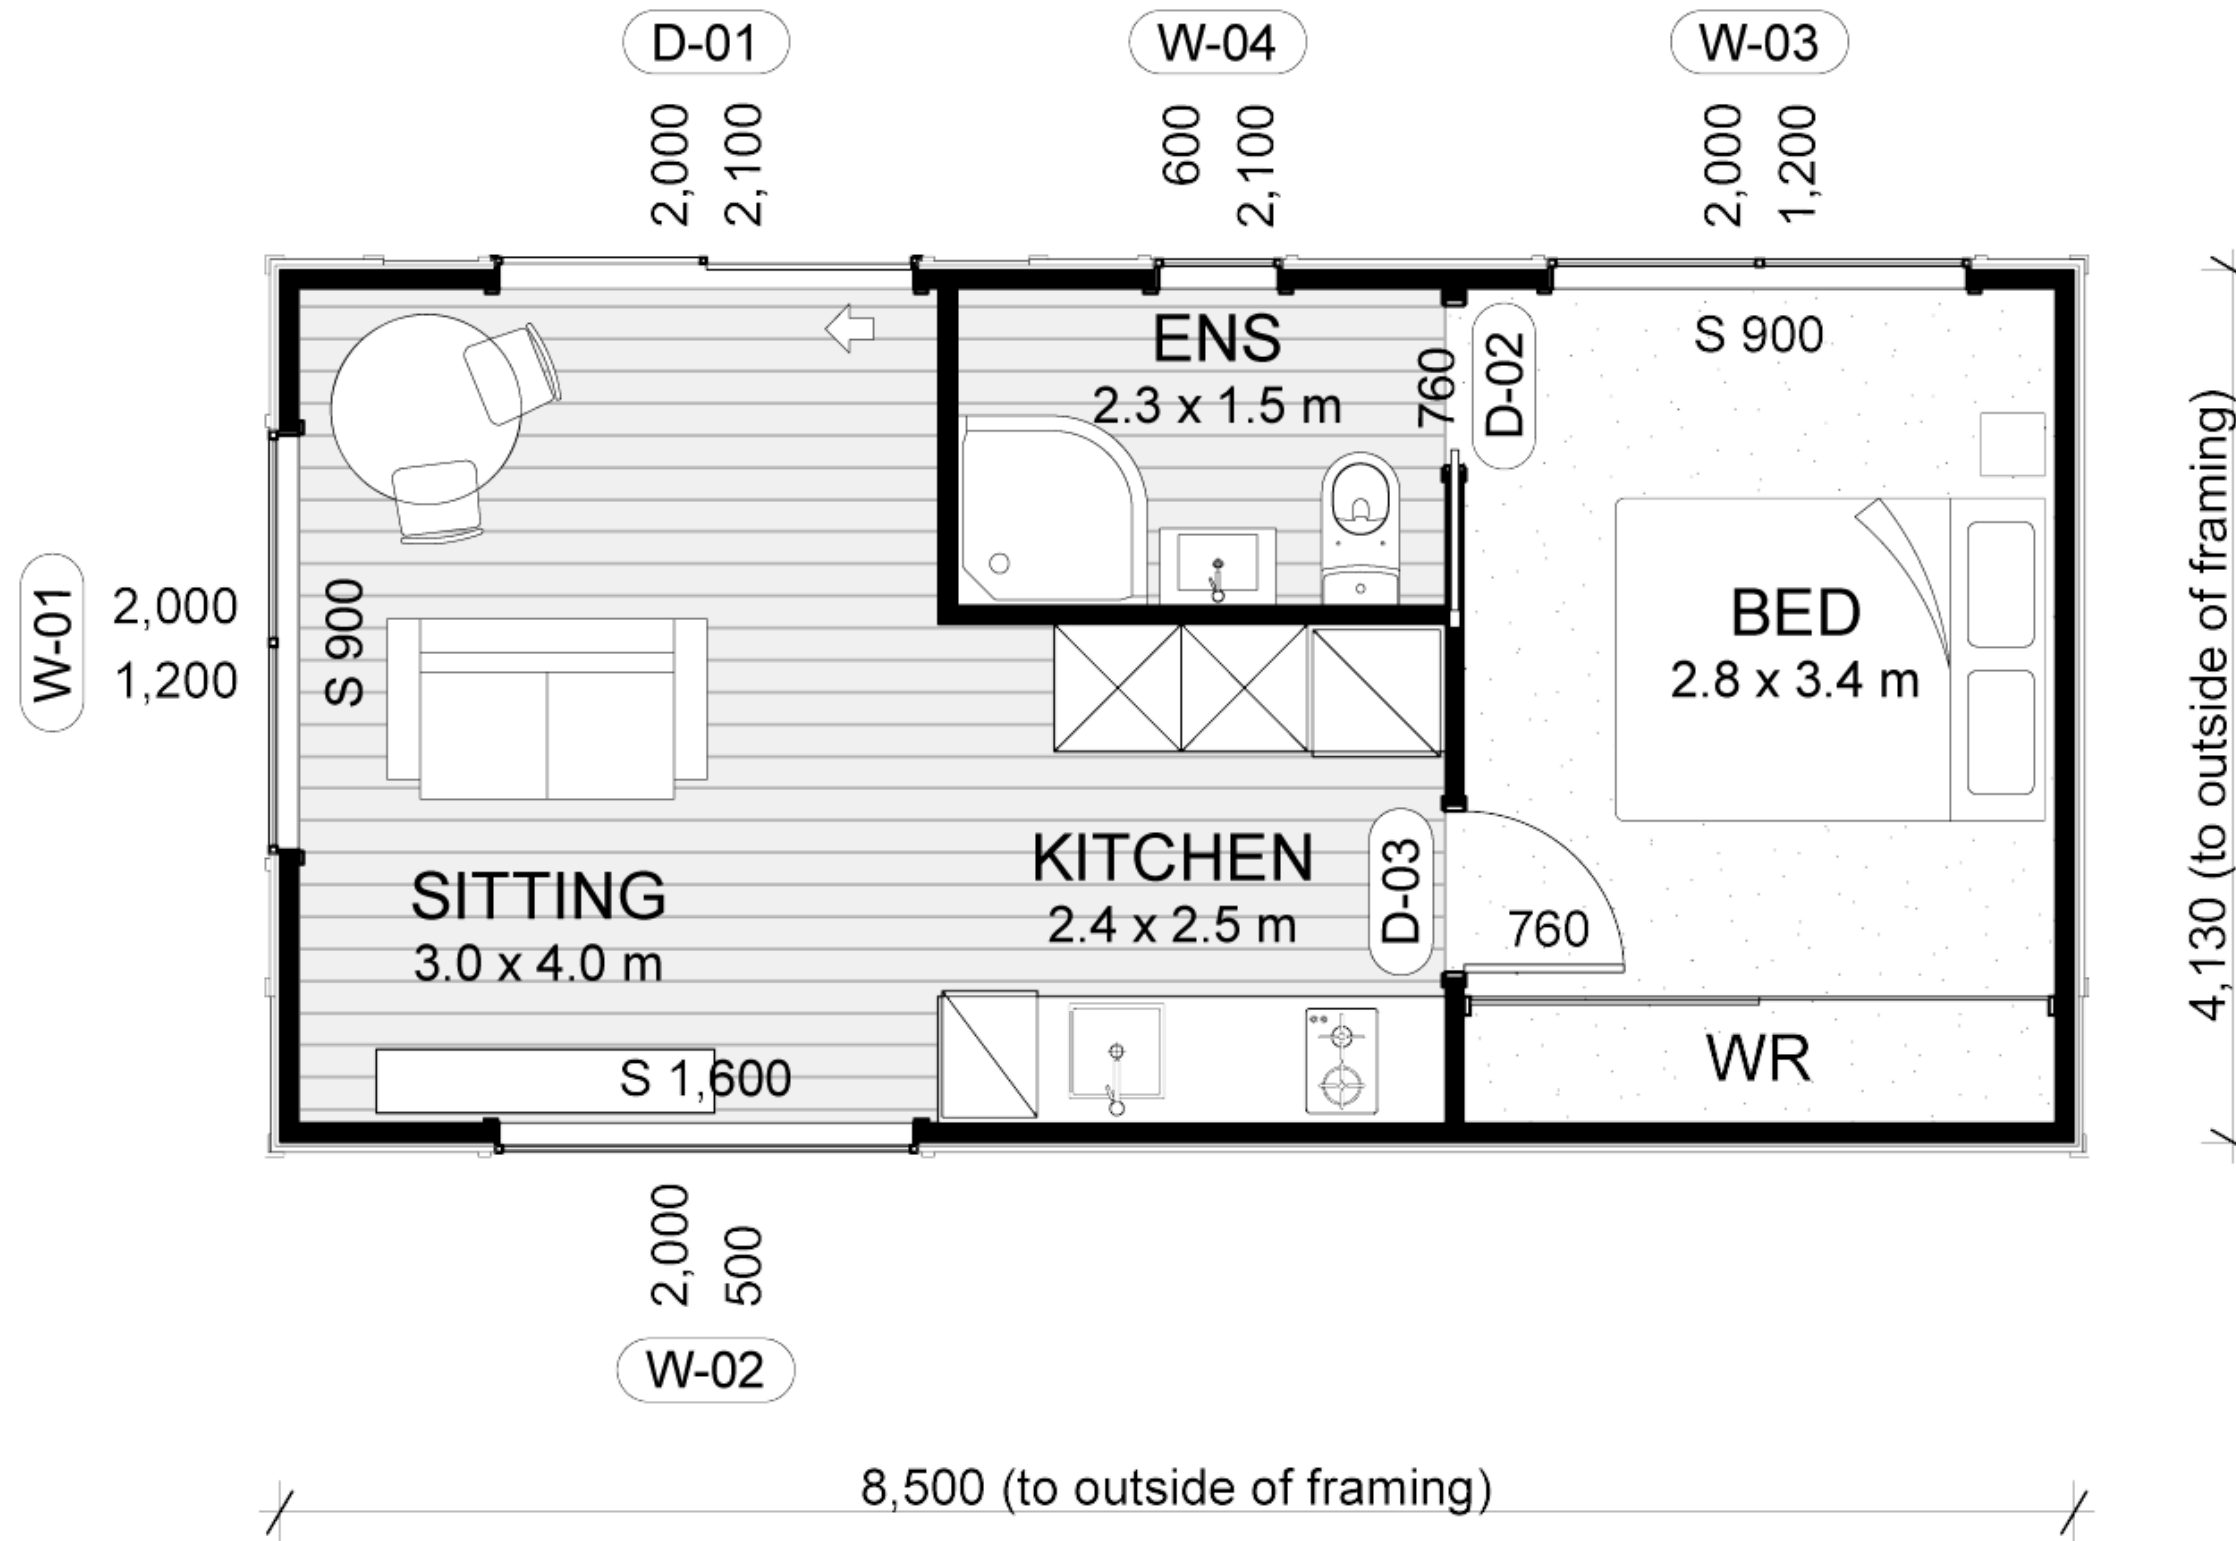 D-01
2,000
2,100
W-04
600
2,100
W-03
2,000
1,200
ENS
2.3 x 1.5 m
760
D-02
S 900
W-01
2,000
1,200
S 900
BED
2.8 x 3.4 m
4,130 (to outside of framing)
SITTING
3.0 x 4.0 m
KITCHEN
2.4 x 2.5 m
D-03
760
S 1,600
WR
2,000
500
W-02
8,500 (to outside of framing)